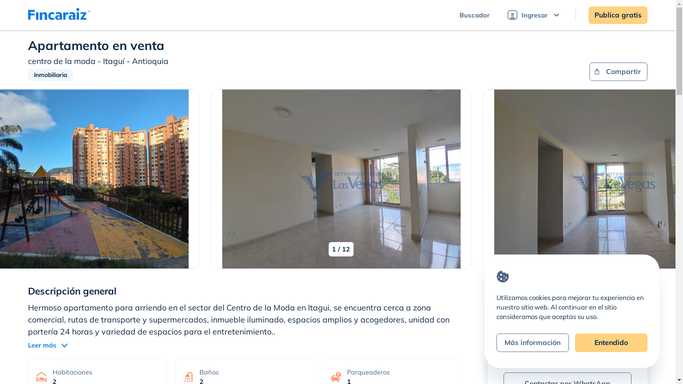 Fincaraiz
Buscador
Ingresar
Publica gratis
Apartamento en venta
centro de la moda - Itaguí - Antioquia
Inmobiliaria
Compartir
Las Vegas
Vegas
1 / 12
Descripción general
Hermoso apartamento para arriendo en el sector del Centro de la Moda en Itagui, se encuentra cerca a zona
comercial, rutas de transporte y supermercados, inmueble iluminado, espacios amplios y acogedores, unidad con
portería 24 horas y variedad de espacios para el entretenimiento..
Leer más
Habitaciones
2
Baños
2
Parqueaderos
1
Utilizamos cookies para mejorar tu experiencia en
nuestro sitio web. Al continuar en el sitio
consideramos que aceptas su uso.
Más información
Entendido
Contactar por WhatsApp